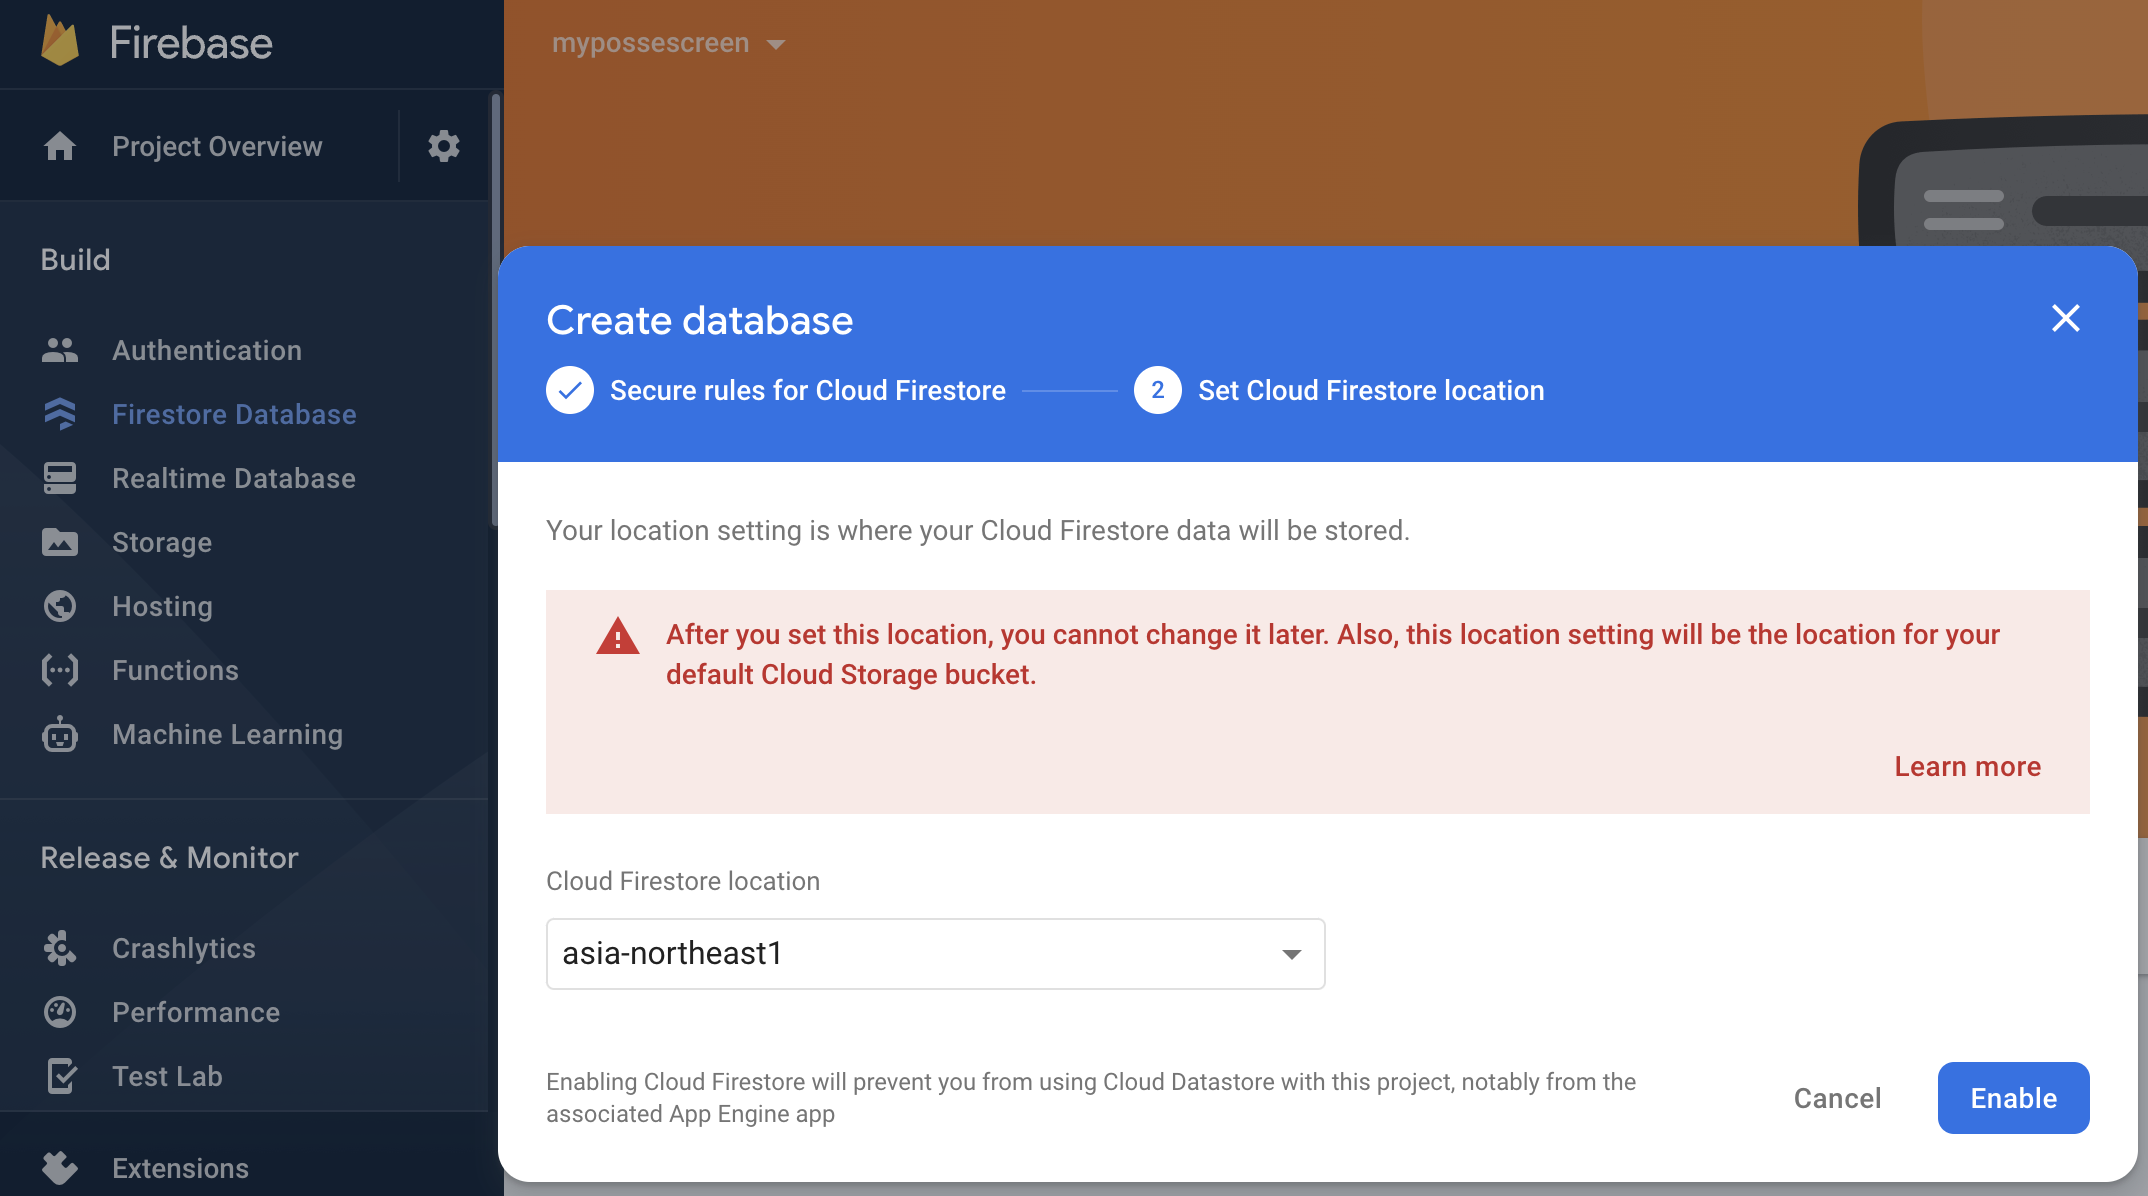 Firebase
mypossescreen
Project Overview
Build
Authentication
Firestore Database
Realtime Database
Storage
Hosting
Functions
Machine Learning
Release & Monitor
Crashlytics
Performance
Test Lab
Extensions
Create database
Secure rules for Cloud Firestore
2 Set Cloud Firestore location
Your location setting is where your Cloud Firestore data will be stored.
After you set this location, you cannot change it later. Also, this location setting will be the location for your
default Cloud Storage bucket.
Learn more
Cloud Firestore location
asia-northeast1
Enabling Cloud Firestore will prevent you from using Cloud Datastore with this project, notably from the
associated App Engine app
Cancel
Enable